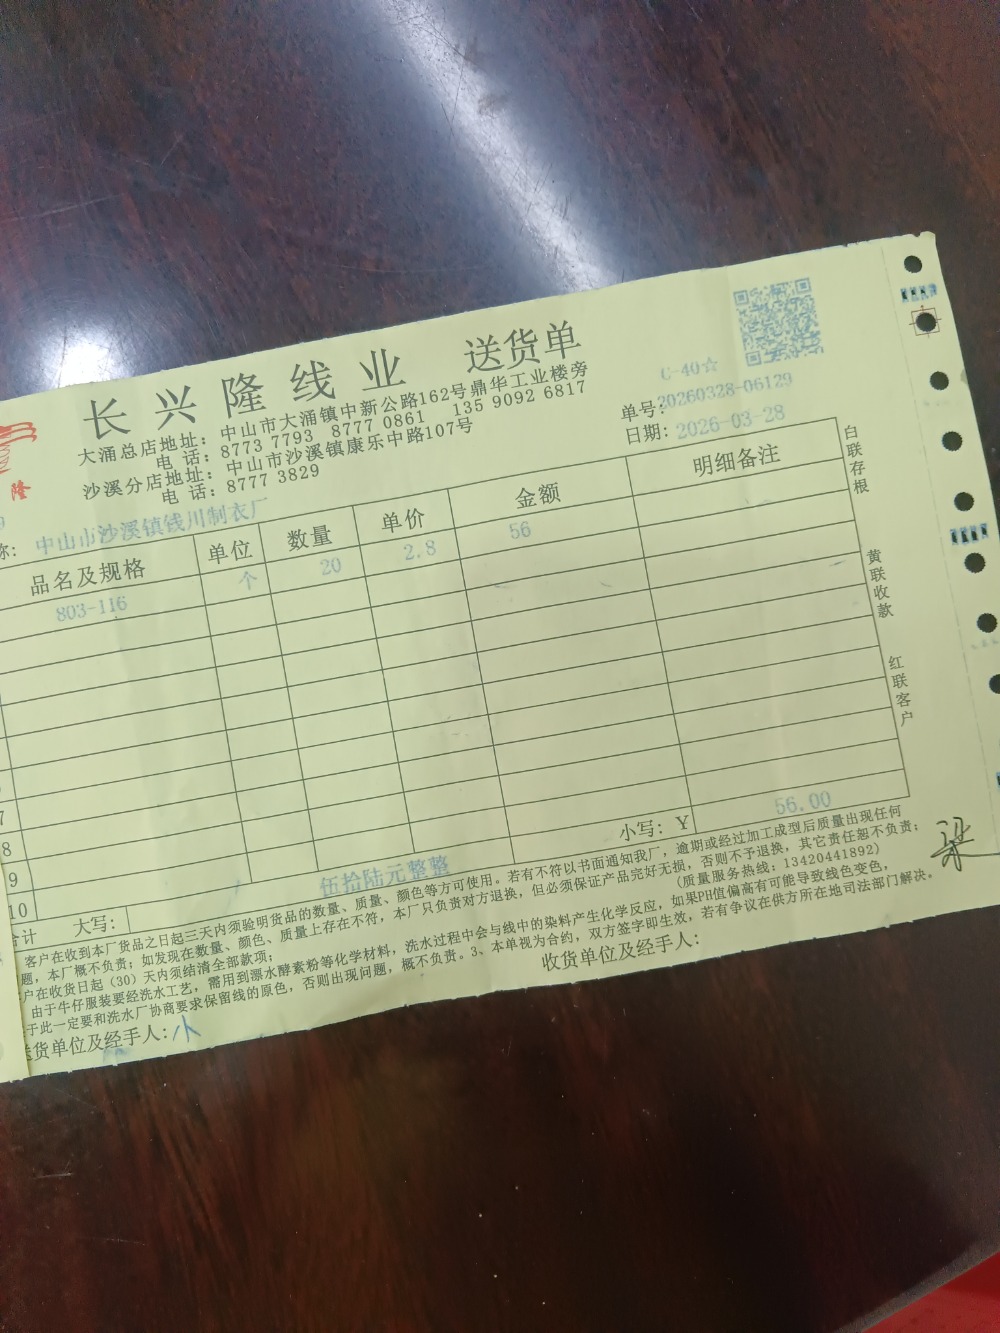 长兴隆线业 送货单
大涌总店地址：中山市大涌镇中新公路162号鼎华工业楼旁
电 话：8773 7793 8777 0861 135 9092 6817
沙溪分店地址：中山市沙溪镇康乐中路107号
电 话：8777 3829
隆
C-40☆
单号：20260328-06129
日期：2026-03-28
称：中山市沙溪镇钱川制衣厂
品名及规格 单位 数量 单价 金额 明细备注
803-116 个 20 2.8 56
7
8
9
10
合计 大写：伍拾陆元整整 小写：Y 56.00
白联存根
黄联收款
红联客户
客户在收到本厂货品之日起三天内须验明货品的数量、质量、颜色等方可使用。若有不符以书面通知我厂，逾期或经过加工成型后质量出现任何
题，本厂概不负责；如发现在数量、颜色、质量上存在不符，本厂只负责对方退换，但必须保证产品完好无损，否则不予退换，其它责任恕不负责；
户在收货日起（30）天内须结清全部款项； （质量服务热线：13420441892）
由于牛仔服装要经洗水工艺，需用到漂水酵素粉等化学材料，洗水过程中会与线中的染料产生化学反应，如果PH值偏高有可能导致线色变色，
于此一定要和洗水厂协商要求保留线的原色，否则出现问题，概不负责。3、本单视为合约，双方签字即生效，若有争议在供方所在地司法部门解决。
送货单位及经手人：小 收货单位及经手人：
梁